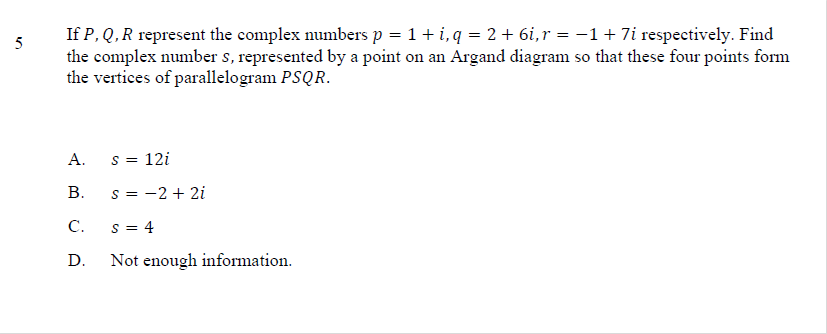 5 If P, Q, R represent the complex numbers p = 1 + i, q = 2 + 6i, r = −1 + 7i respectively. Find
the complex number s, represented by a point on an Argand diagram so that these four points form
the vertices of parallelogram PSQR.
A. s = 12i
B. s = −2 + 2i
C. s = 4
D. Not enough information.